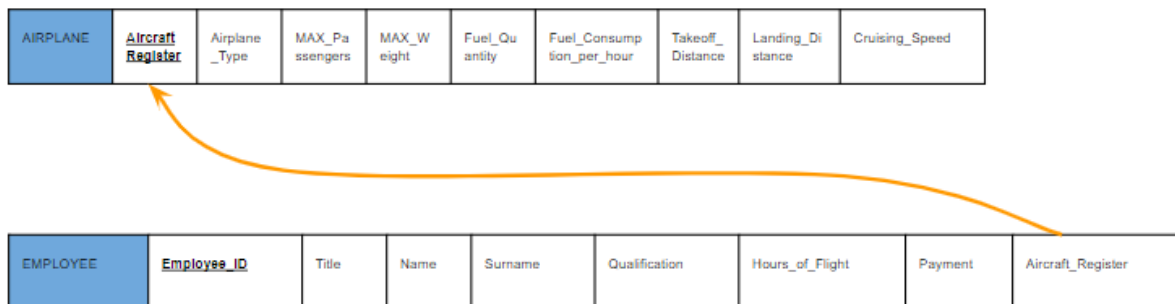 AIRPLANE
Aircraft
Register
Airplane
_Type
MAX_Pa
ssengers
MAX_W
eight
Fuel_Qu
antity
Fuel_Consump
tion_per_hour
Takeoff_
Distance
Landing_Di
stance
Cruising_Speed
EMPLOYEE
Employee_ID
Title
Name
Surname
Qualification
Hours_of_Flight
Payment
Aircraft_Register